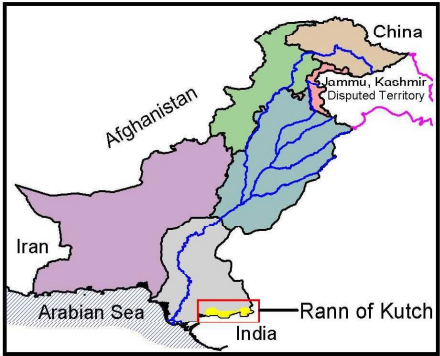 China
Jammu, Kashmir
Disputed Territory
Afghanistan
Iran
Arabian Sea
Rann of Kutch
India